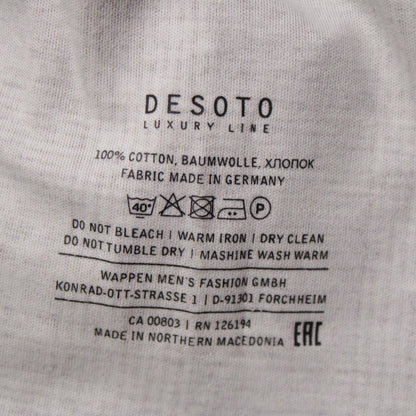 DESOTO
LUXURY LINE
100% COTTON, BAUMWOLLE, ХЛОПОК
FABRIC MADE IN GERMANY
40° P
DO NOT BLEACH | WARM IRON | DRY CLEAN
DO NOT TUMBLE DRY | MASHINE WASH WARM
WAPPEN MEN'S FASHION GMBH
KONRAD-OTT-STRASSE 1 | D-91301 FORCHHEIM
CA 00803 | RN 126194
MADE IN NORTHERN MACEDONIA
EAC